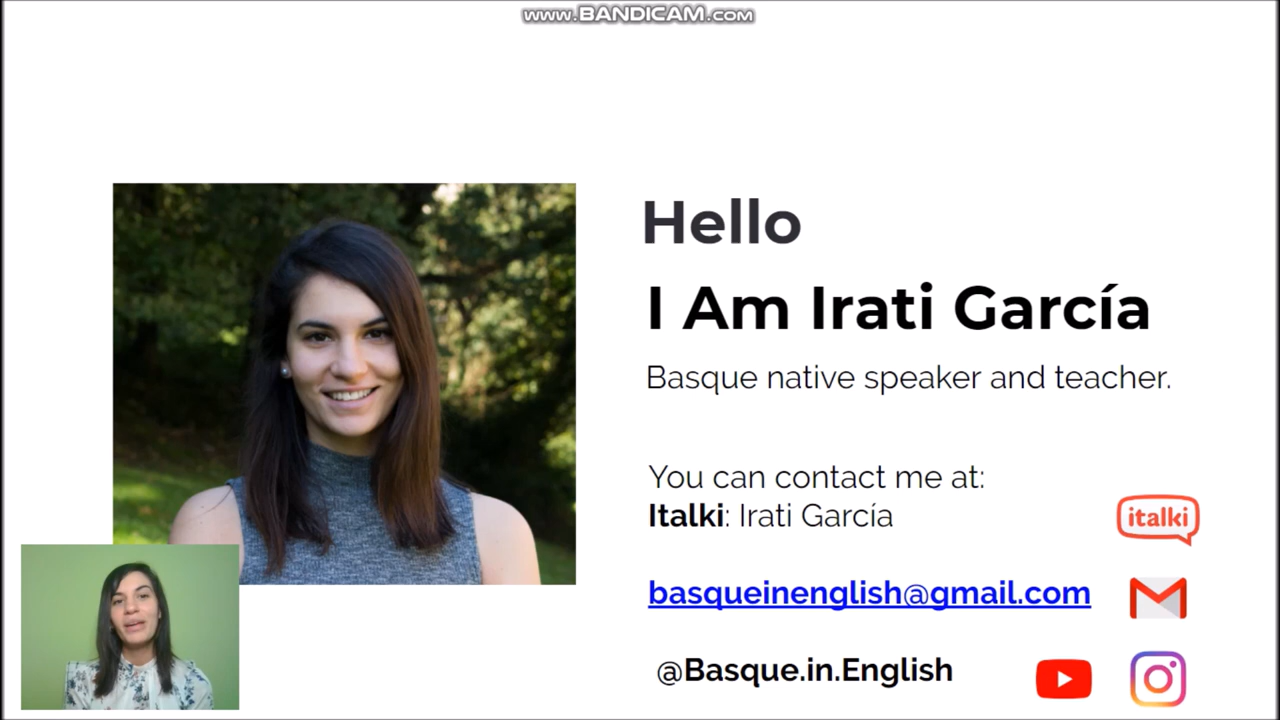 www.BANDICAM.com
Hello
I Am Irati García
Basque native speaker and teacher.
You can contact me at:
Italki: Irati García
italki
basqueinenglish@gmail.com
@Basque.in.English